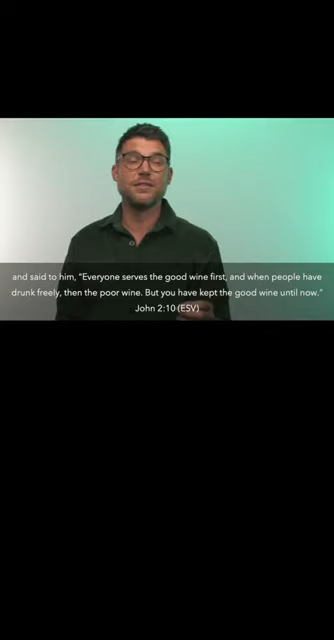 and said to him, “Everyone serves the good wine first, and when people have
drunk freely, then the poor wine. But you have kept the good wine until now.”
John 2:10 (ESV)